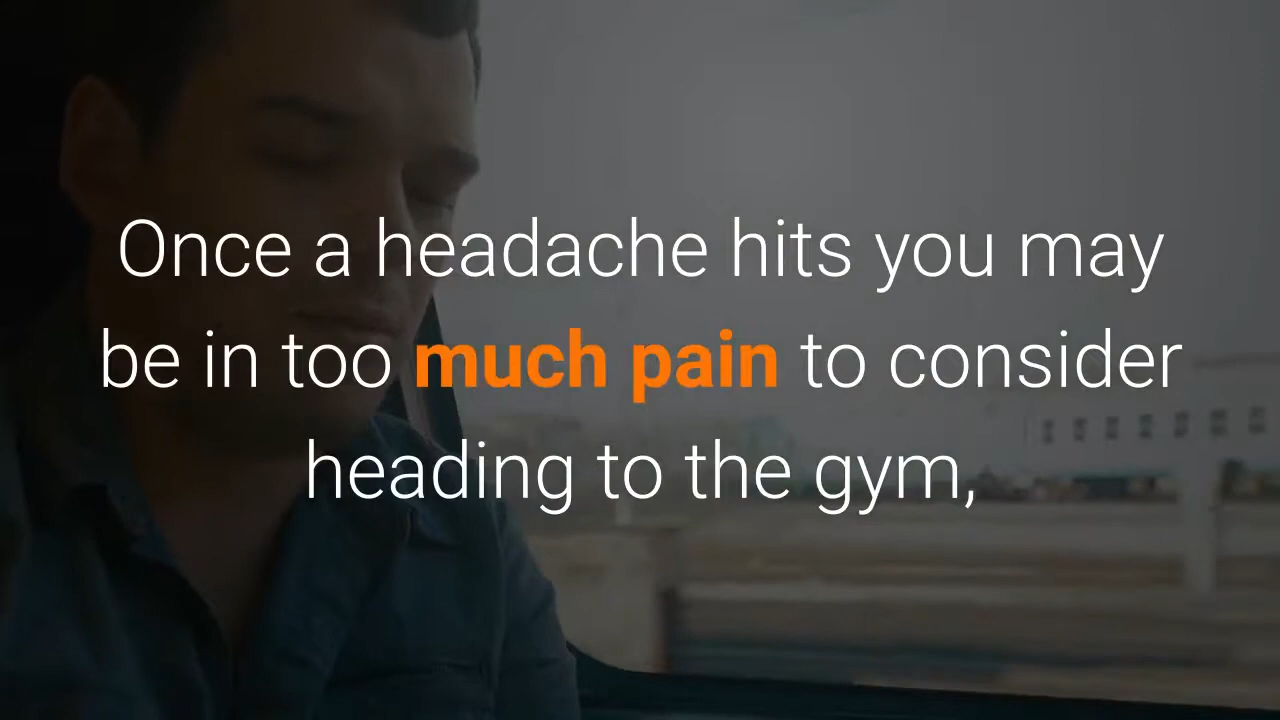 Once a headache hits you may
be in too much pain to consider
heading to the gym,